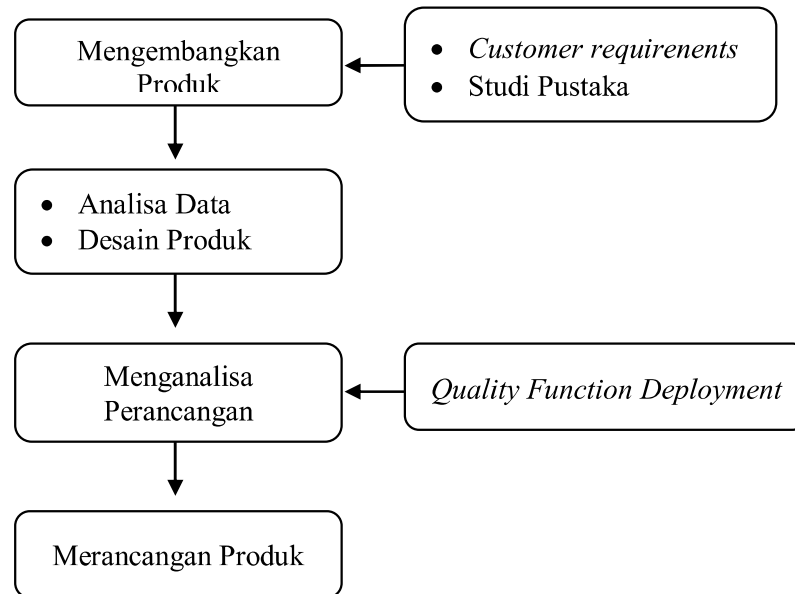 Mengembangkan
Produk
• Customer requirenents
• Studi Pustaka
• Analisa Data
• Desain Produk
Menganalisa
Perancangan
Quality Function Deployment
Merancangan Produk